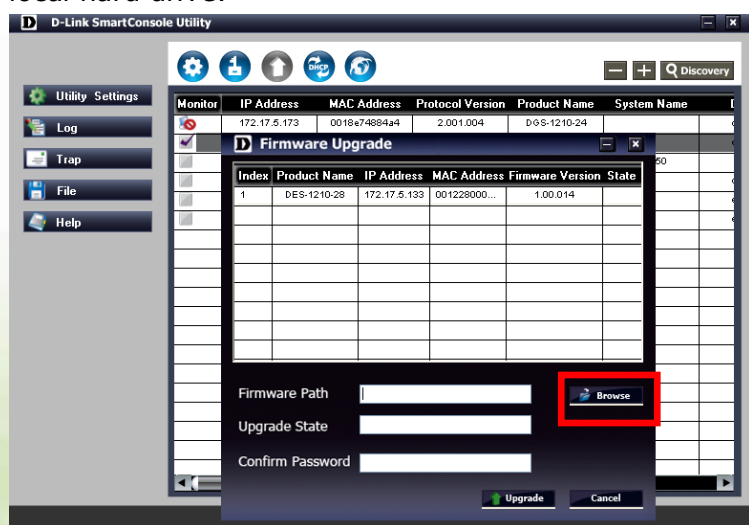 D D-Link SmartConsole Utility
DHCP
Discovery
Utility Settings
Log
Trap
File
Help
Monitor IP Address MAC Address Protocol Version Product Name System Name
172.17.5.173 0018e74884a4 2.001.004 DGS-1210-24
50
D Firmware Upgrade
Index Product Name IP Address MAC Address Firmware Version State
1 DES-1210-28 172.17.5.133 001228000... 1.00.014
Firmware Path
Browse
Upgrade State
Confirm Password
Upgrade Cancel